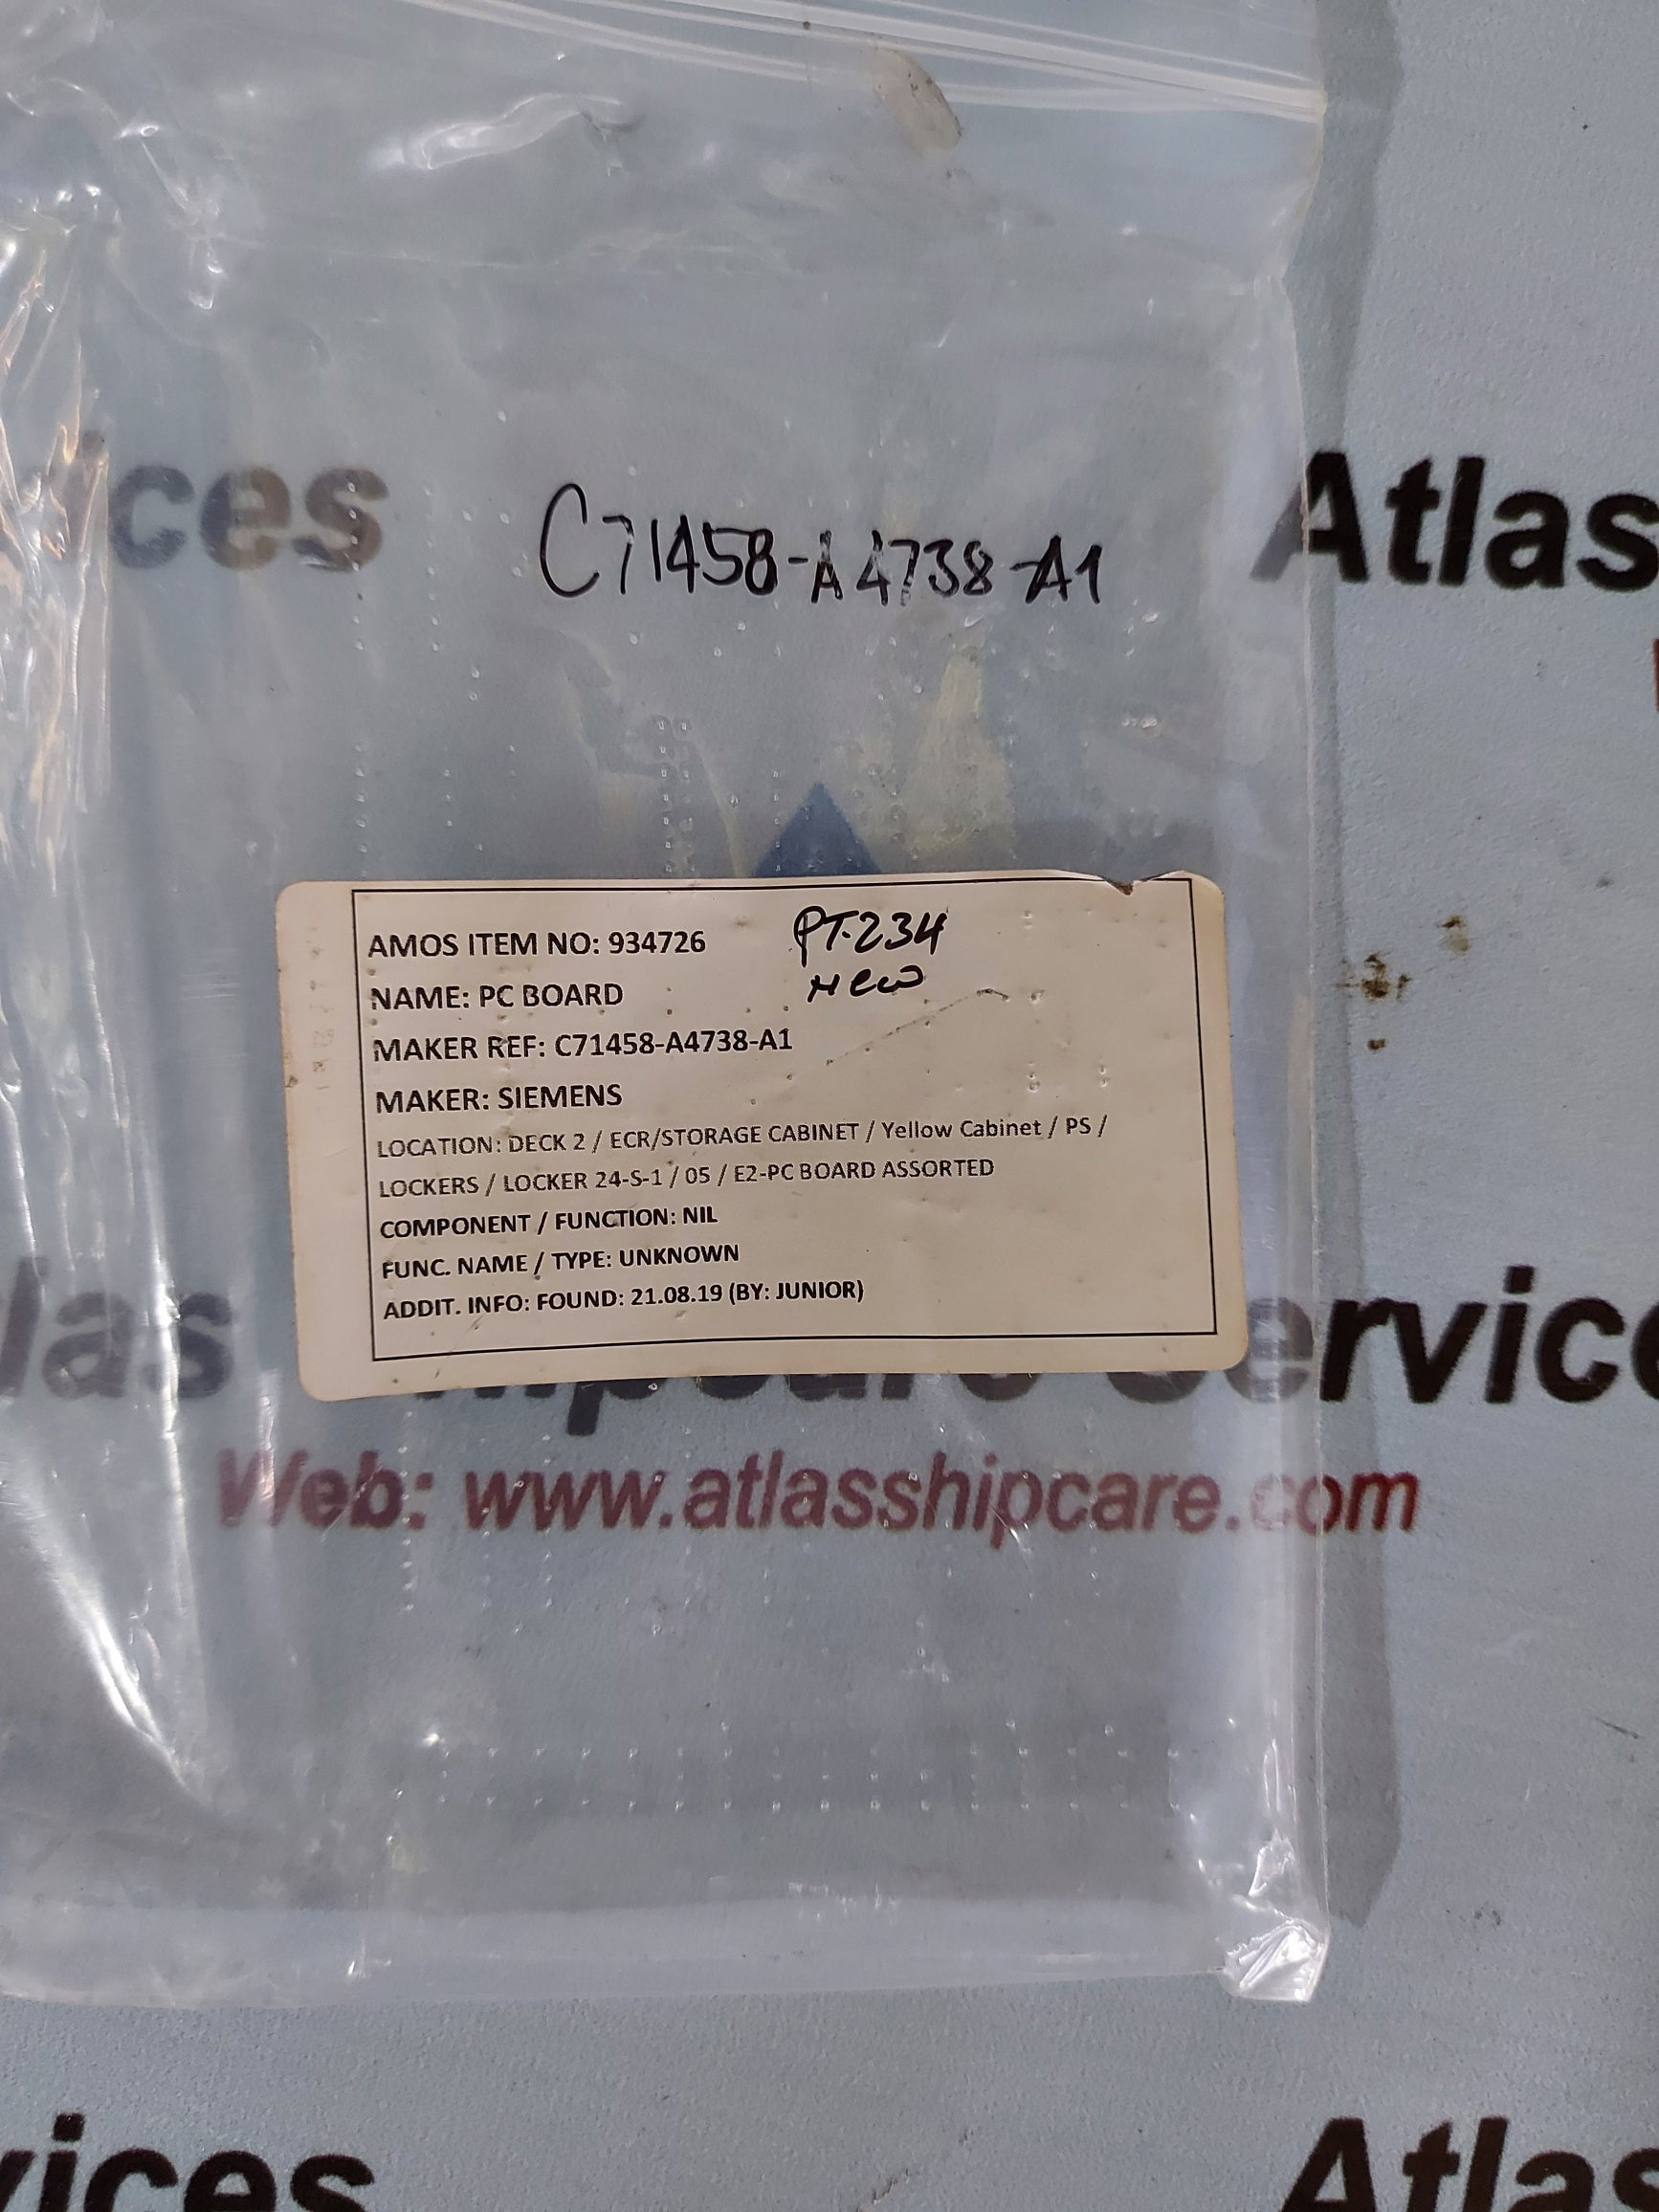 ices
Atlas
C71458-A4738-A1
AMOS ITEM NO: 934726 PT.234
NAME: PC BOARD New
MAKER REF: C71458-A4738-A1
MAKER: SIEMENS
LOCATION: DECK 2 / ECR/STORAGE CABINET / Yellow Cabinet / PS /
LOCKERS / LOCKER 24-S-1 / 05 / E2-PC BOARD ASSORTED
COMPONENT / FUNCTION: NIL
FUNC. NAME / TYPE: UNKNOWN
ADDIT. INFO: FOUND: 21.08.19 (BY: JUNIOR)
las Shipcare Service
Web: www.atlasshipcare.com
vices
Atlas